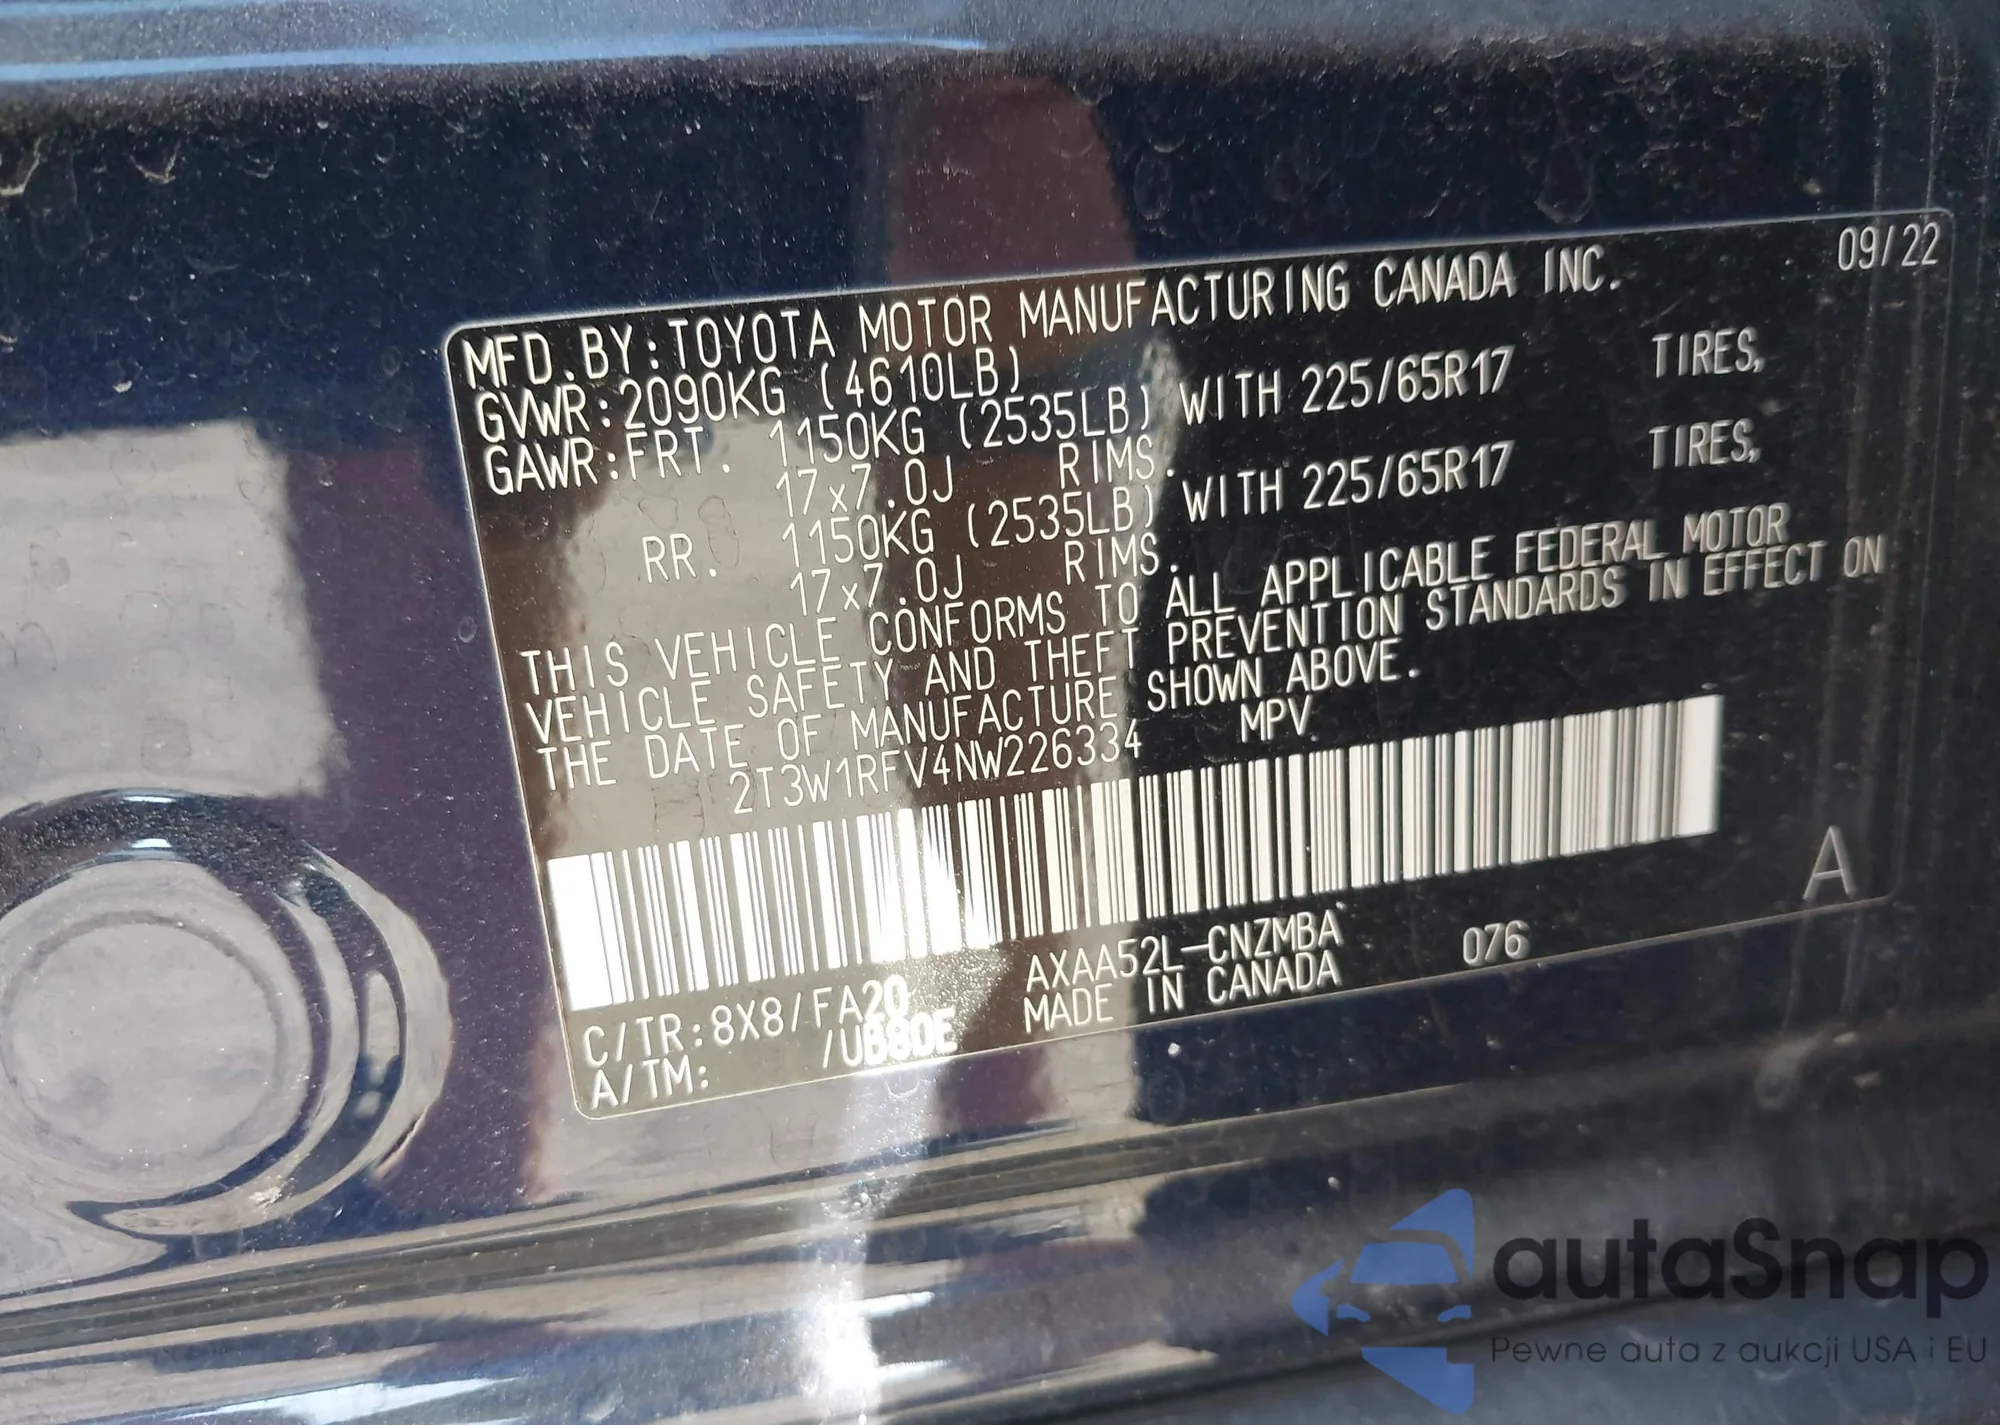 09/22
MFD.BY:TOYOTA MOTOR MANUFACTURING CANADA INC.
GVWR:2090KG (4610LB)
GAWR:FRT. 1150KG (2535LB) WITH 225/65R17 TIRES,
17x7.0J RIMS.
RR. 1150KG (2535LB) WITH 225/65R17 TIRES,
17x7.0J RIMS.
THIS VEHICLE CONFORMS TO ALL APPLICABLE FEDERAL MOTOR
VEHICLE SAFETY AND THEFT PREVENTION STANDARDS IN EFFECT ON
THE DATE OF MANUFACTURE SHOWN ABOVE.
2T3W1RFV4NW226334 MPV
A
C/TR:8X8/FA20 AXAA52L-CNZMBA 076
A/TM: /UB80E MADE IN CANADA
autaSnap
Pewne auta z aukcji USA i EU